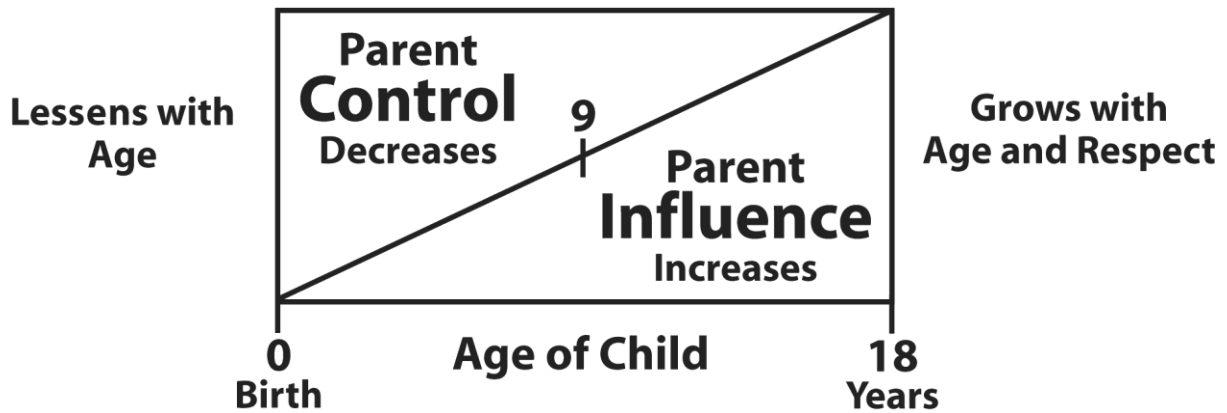 Lessens with
Age
Parent
Control
Decreases
9
Parent
Influence
Increases
Grows with
Age and Respect
0
Birth
Age of Child
18
Years